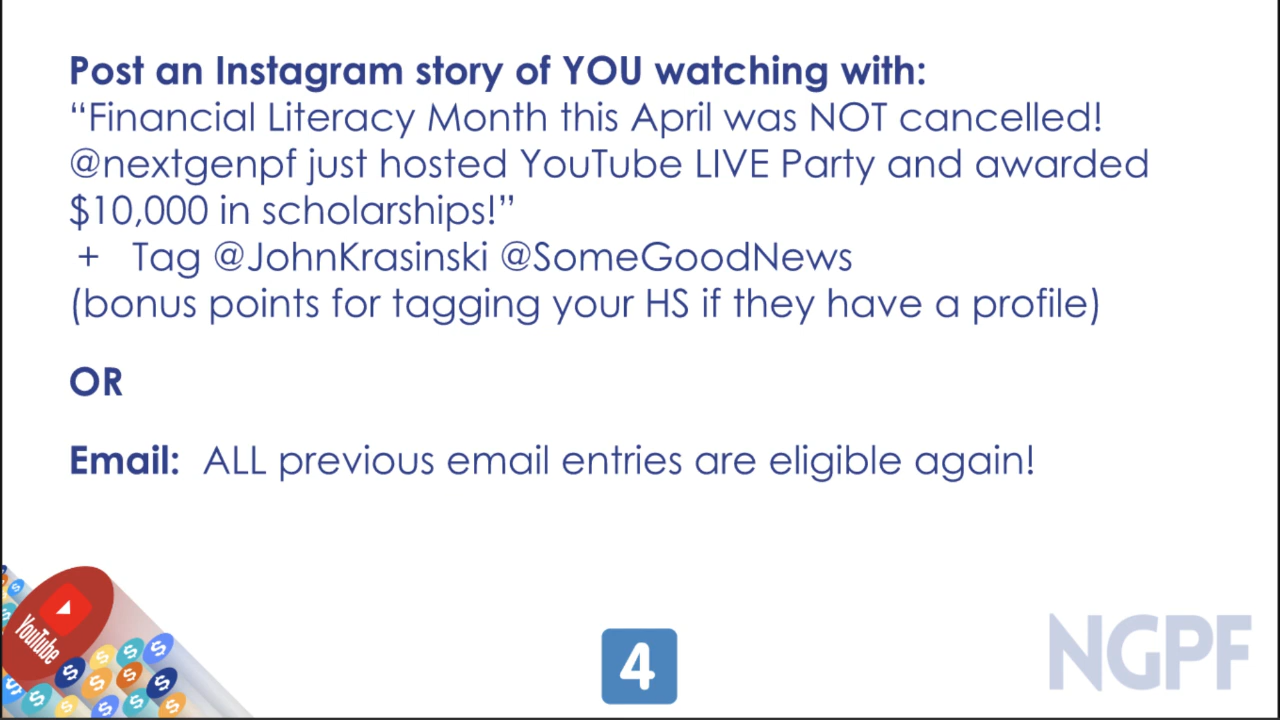 Post an Instagram story of YOU watching with:
“Financial Literacy Month this April was NOT cancelled!
@nextgenpf just hosted YouTube LIVE Party and awarded
$10,000 in scholarships!”
+ Tag @JohnKrasinski @SomeGoodNews
(bonus points for tagging your HS if they have a profile)
OR
Email: ALL previous email entries are eligible again!
YouTube
4
NGPF